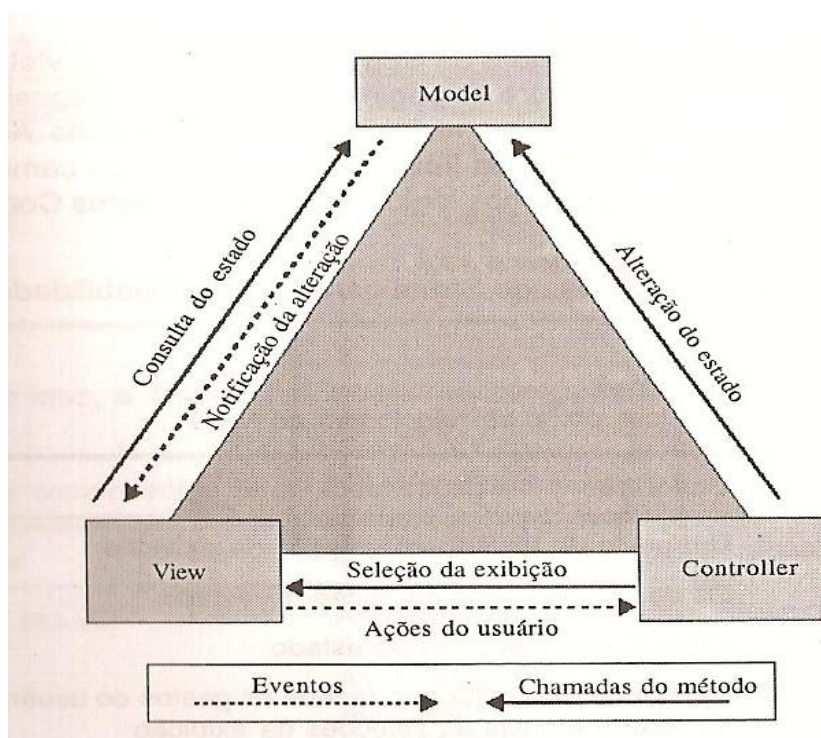 Model
Consulta do estado
Notificação da alteração
Alteração do estado
View
Seleção da exibição
Controller
Ações do usuário
Eventos
Chamadas do método